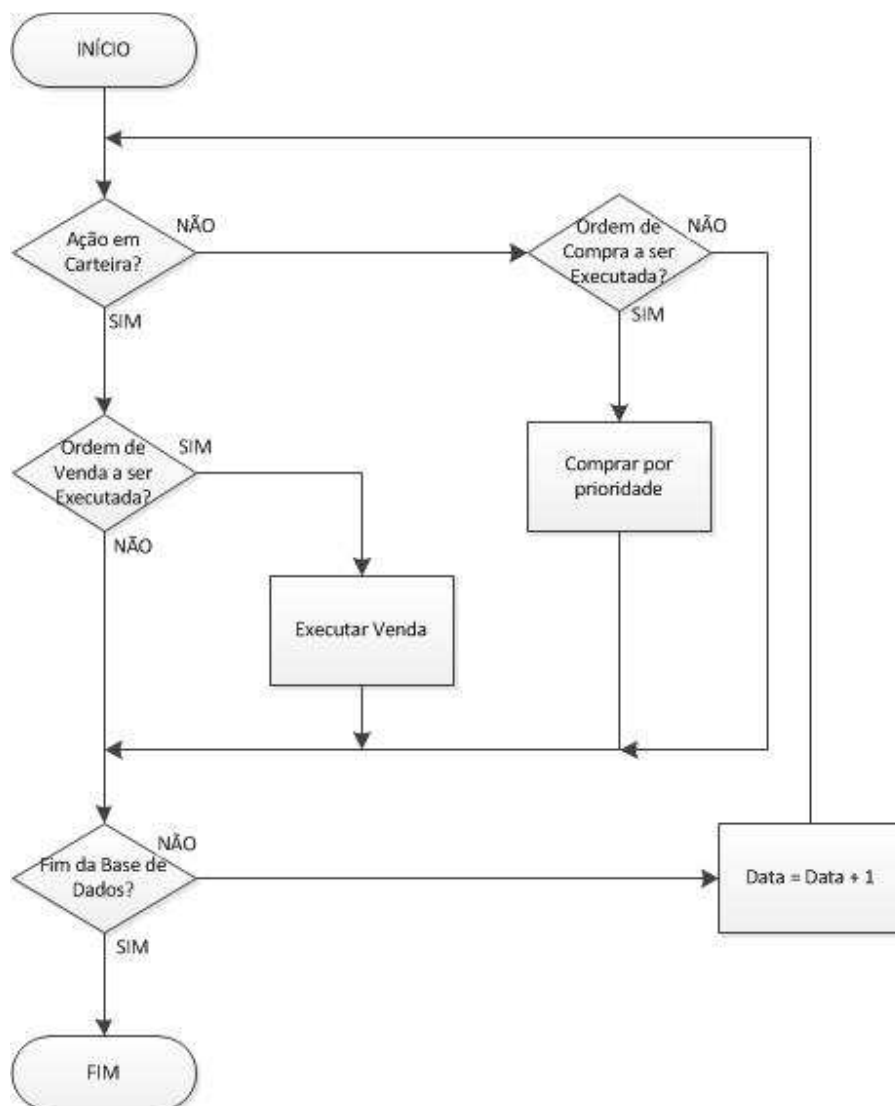 INÍCIO
NÃO
Ação em
Carteira?
SIM
Ordem de
Compra a ser
Executada?
NÃO
SIM
Ordem de
Venda a ser
Executada?
SIM
NÃO
Comprar por
prioridade
Executar Venda
Fim da Base de
Dados?
NÃO
SIM
Data = Data + 1
FIM